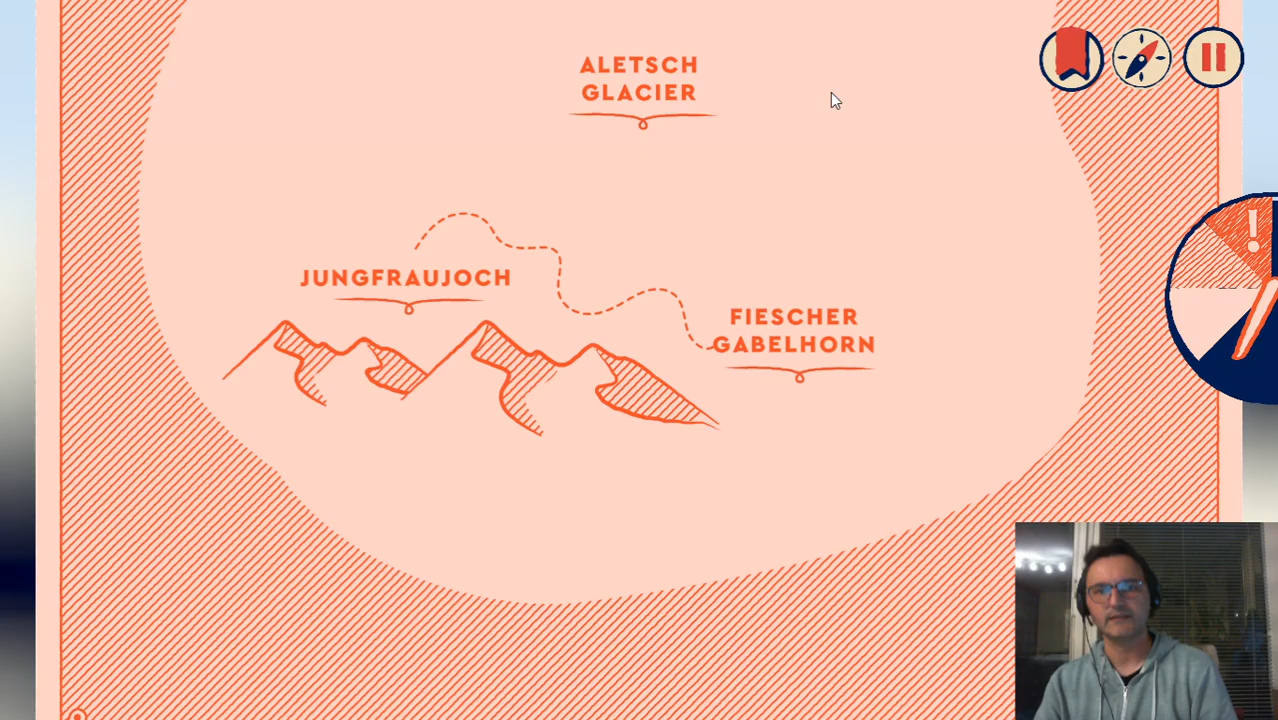 ALETSCH
GLACIER
JUNGFRAUJOCH
FIESCHER
GABELHORN
!